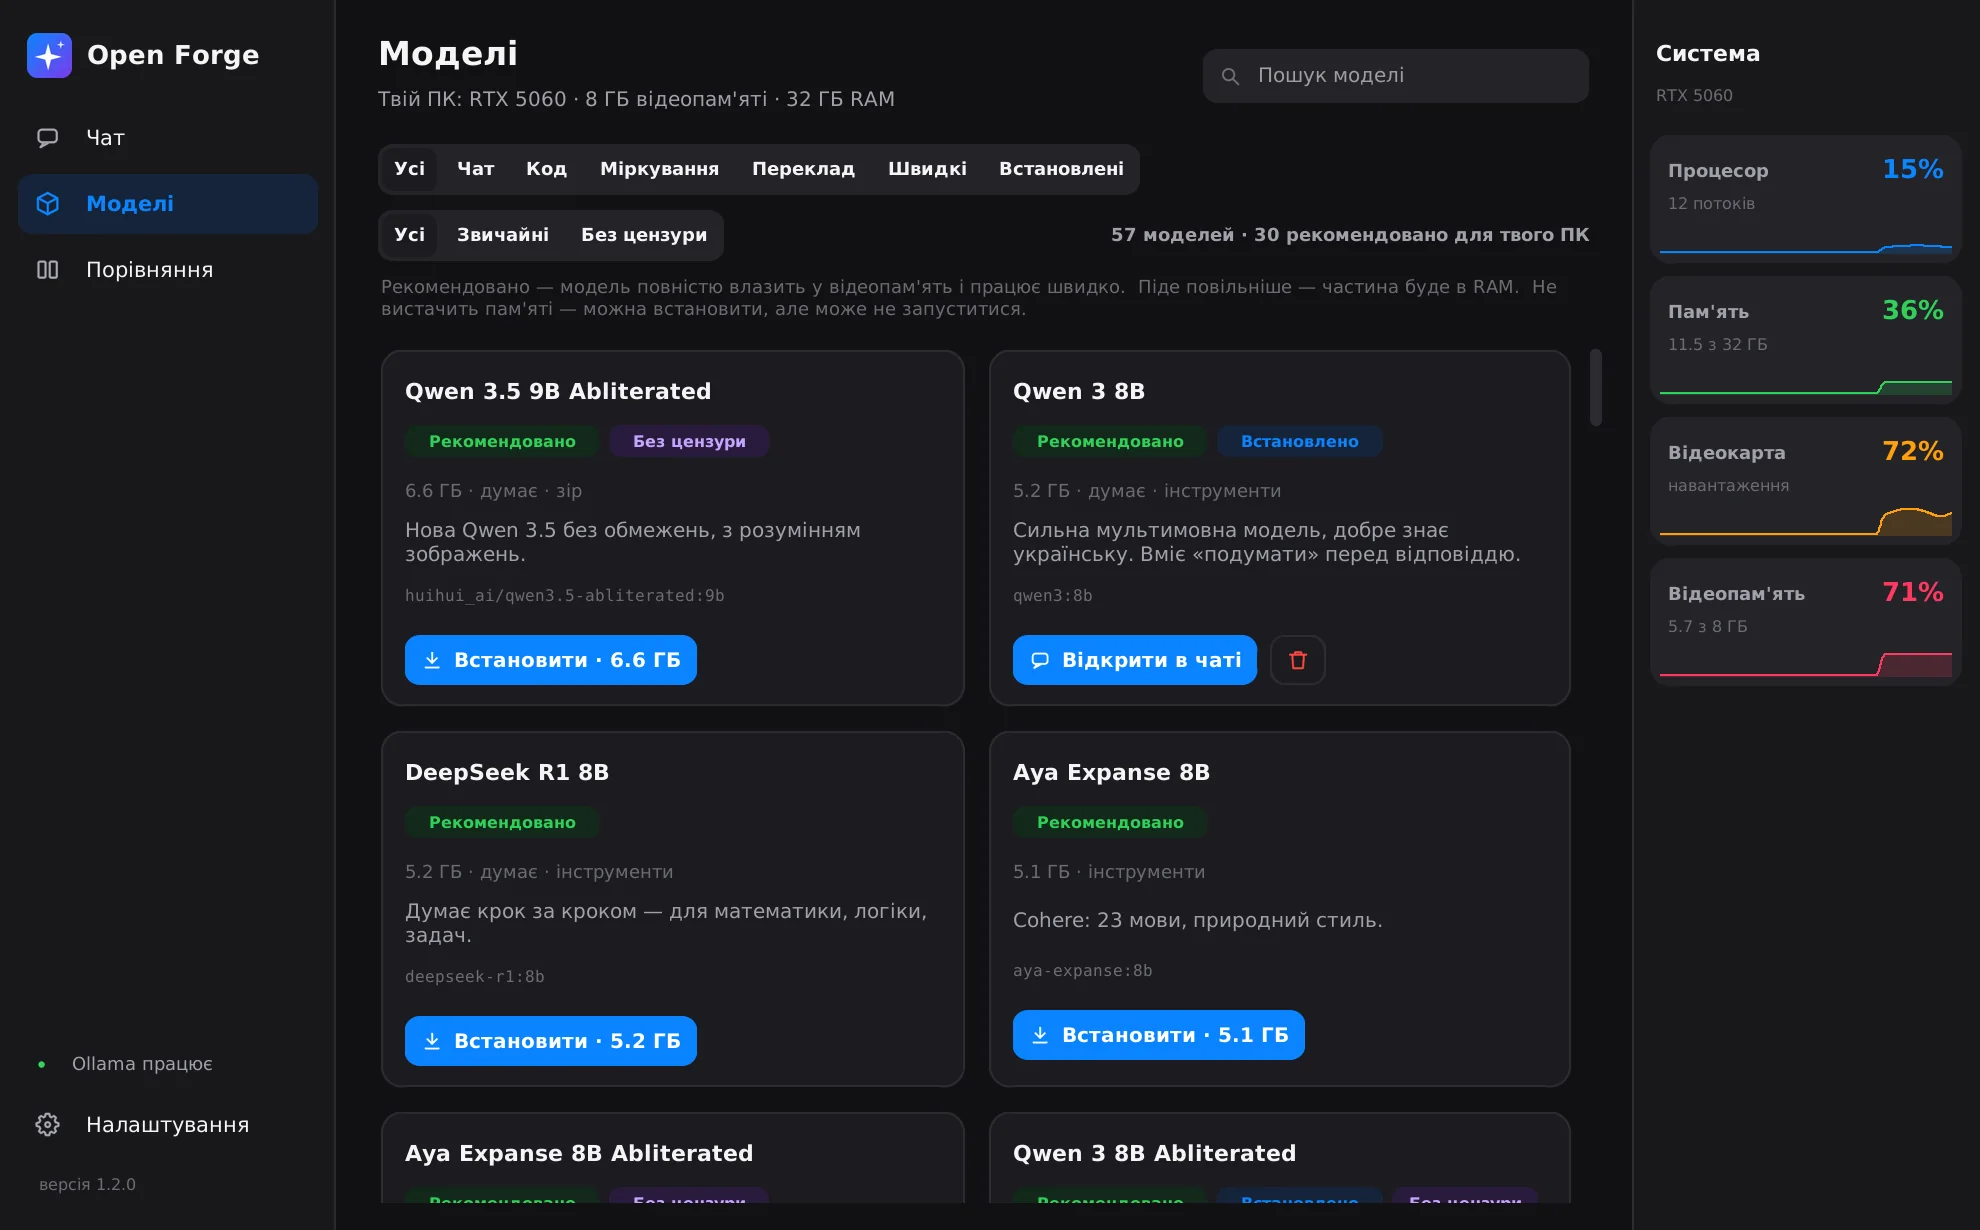 Open Forge
Чат
Моделі
Порівняння
Ollama працює
Налаштування
версія 1.2.0
Моделі
Твій ПК: RTX 5060 · 8 ГБ відеопам'яті · 32 ГБ RAM
Пошук моделі
Усі Чат Код Міркування Переклад Швидкі Встановлені
Усі Звичайні Без цензури
57 моделей · 30 рекомендовано для твого ПК
Рекомендовано — модель повністю влазить у відеопам'ять і працює швидко. Піде повільніше — частина буде в RAM. Не
вистачить пам'яті — можна встановити, але може не запуститися.
Qwen 3.5 9B Abliterated
Рекомендовано Без цензури
6.6 ГБ · думає · зір
Нова Qwen 3.5 без обмежень, з розумінням
зображень.
huihui_ai/qwen3.5-abliterated:9b
Встановити · 6.6 ГБ
Qwen 3 8B
Рекомендовано Встановлено
5.2 ГБ · думає · інструменти
Сильна мультимовна модель, добре знає
українську. Вміє «подумати» перед відповіддю.
qwen3:8b
Відкрити в чаті
DeepSeek R1 8B
Рекомендовано
5.2 ГБ · думає · інструменти
Думає крок за кроком — для математики, логіки,
задач.
deepseek-r1:8b
Встановити · 5.2 ГБ
Aya Expanse 8B
Рекомендовано
5.1 ГБ · інструменти
Cohere: 23 мови, природний стиль.
aya-expanse:8b
Встановити · 5.1 ГБ
Aya Expanse 8B Abliterated
Рекомендовано Без цензури
Qwen 3 8B Abliterated
Рекомендовано Встановлено Без цензури
Система
RTX 5060
Процесор 15%
12 потоків
Пам'ять 36%
11.5 з 32 ГБ
Відеокарта 72%
навантаження
Відеопам'ять 71%
5.7 з 8 ГБ